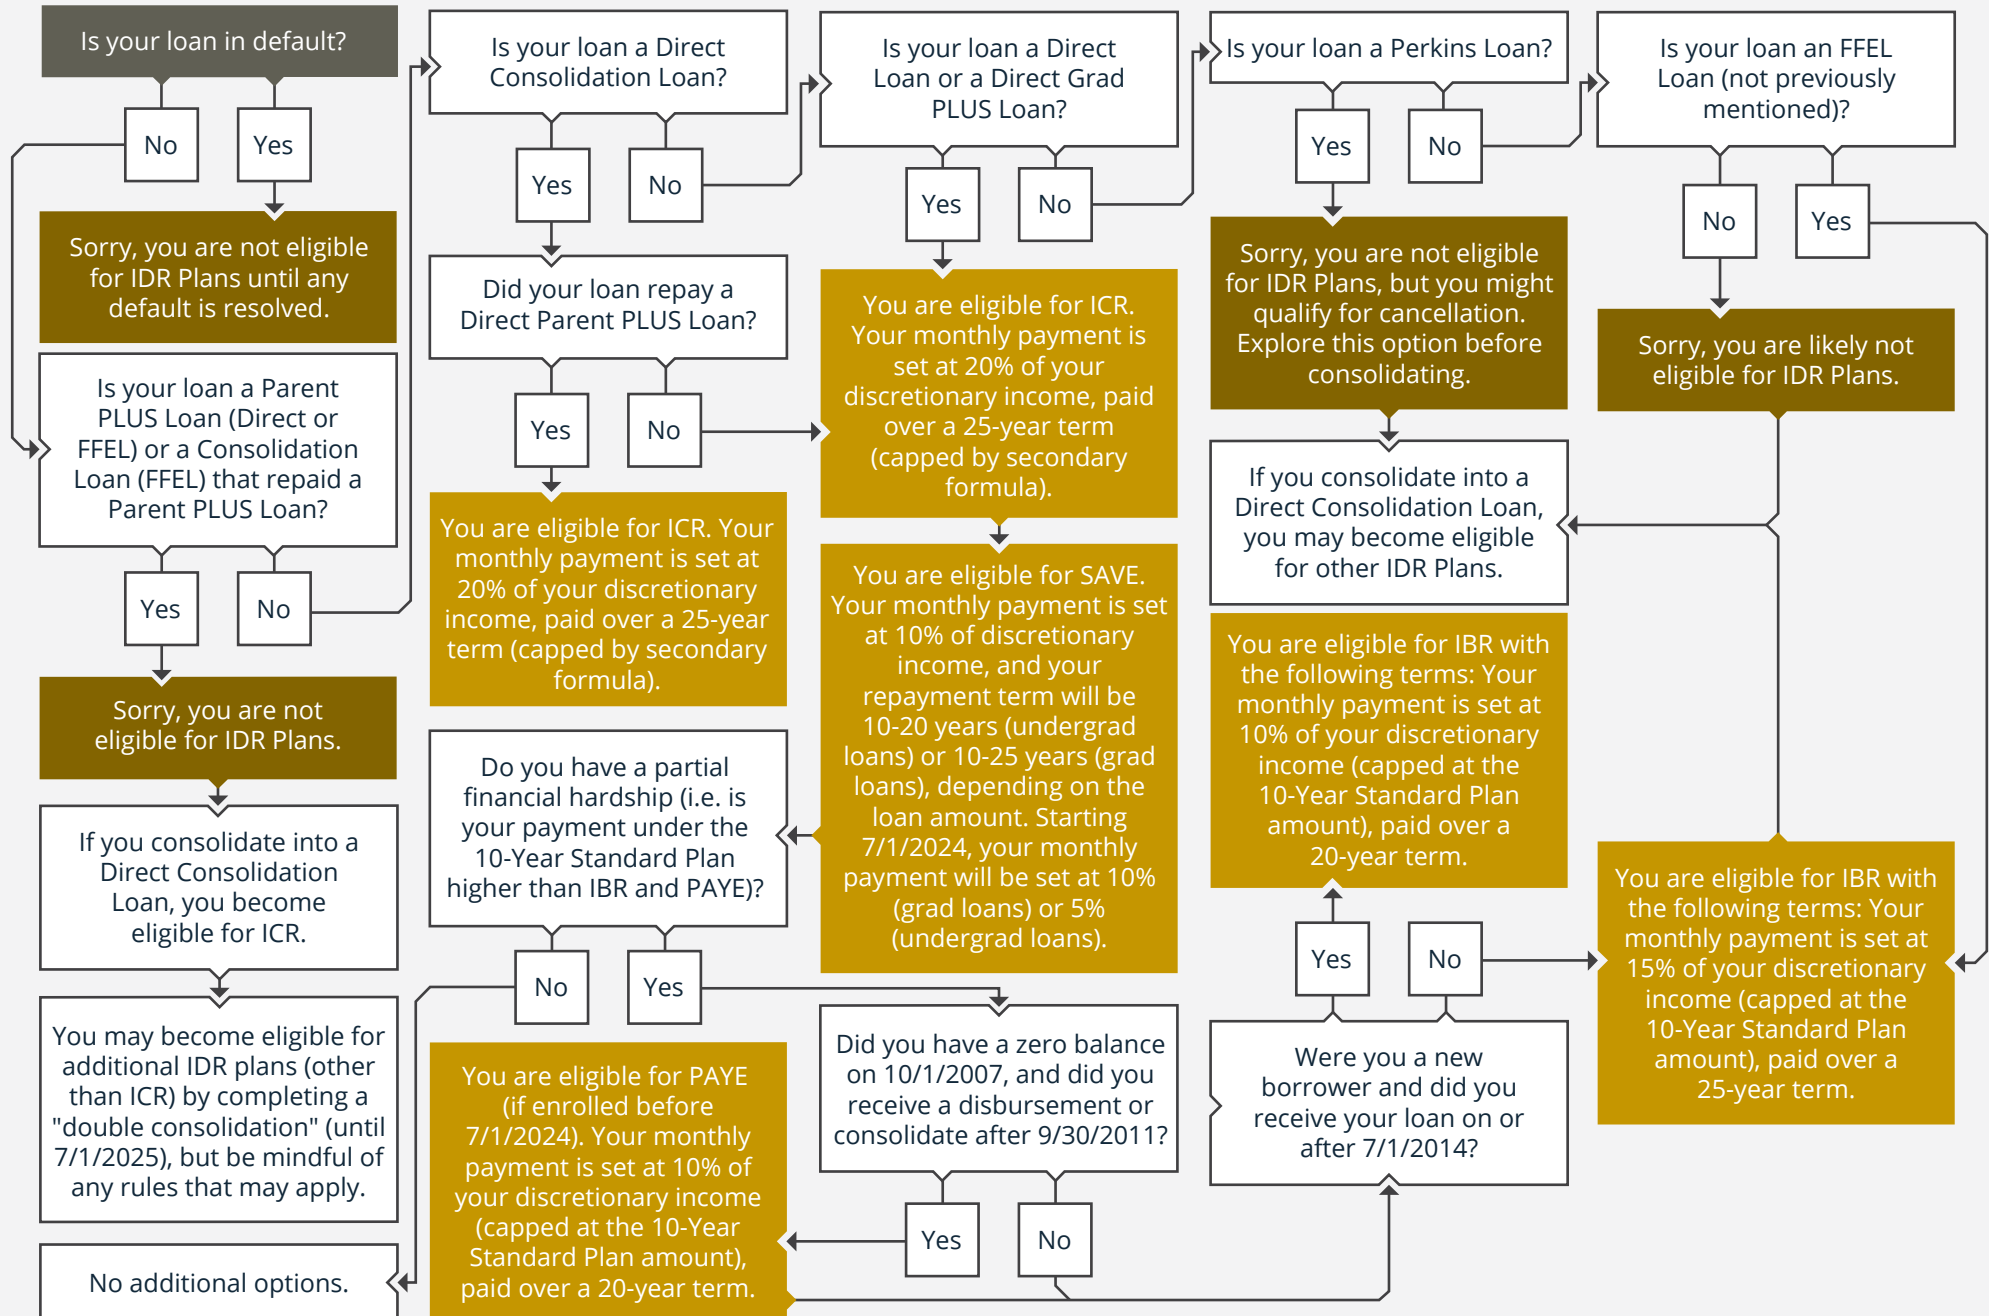 Is your loan in default?
No
Yes
Sorry, you are not eligible
for IDR Plans until any
default is resolved.
Is your loan a Parent
PLUS Loan (Direct or
FFEL) or a Consolidation
Loan (FFEL) that repaid a
Parent PLUS Loan?
Yes
No
Sorry, you are not
eligible for IDR Plans.
If you consolidate into a
Direct Consolidation
Loan, you become
eligible for ICR.
You may become eligible for
additional IDR plans (other
than ICR) by completing a
"double consolidation" (until
7/1/2025), but be mindful of
any rules that may apply.
No additional options.
Is your loan a Direct
Consolidation Loan?
Yes
No
Did your loan repay a
Direct Parent PLUS Loan?
Yes
No
You are eligible for ICR. Your
monthly payment is set at
20% of your discretionary
income, paid over a 25-year
term (capped by secondary
formula).
Do you have a partial
financial hardship (i.e. is
your payment under the
10-Year Standard Plan
higher than IBR and PAYE)?
No
Yes
You are eligible for PAYE
(if enrolled before
7/1/2024). Your monthly
payment is set at 10% of
your discretionary income
(capped at the 10-Year
Standard Plan amount),
paid over a 20-year term.
Is your loan a Direct
Loan or a Direct Grad
PLUS Loan?
Yes
No
You are eligible for ICR.
Your monthly payment is
set at 20% of your
discretionary income, paid
over a 25-year term
(capped by secondary
formula).
You are eligible for SAVE.
Your monthly payment is set
at 10% of discretionary
income, and your
repayment term will be
10-20 years (undergrad
loans) or 10-25 years (grad
loans), depending on the
loan amount. Starting
7/1/2024, your monthly
payment will be set at 10%
(grad loans) or 5%
(undergrad loans).
Did you have a zero balance
on 10/1/2007, and did you
receive a disbursement or
consolidate after 9/30/2011?
Yes
No
Is your loan a Perkins Loan?
Yes
No
Sorry, you are not eligible
for IDR Plans, but you might
qualify for cancellation.
Explore this option before
consolidating.
If you consolidate into a
Direct Consolidation Loan,
you may become eligible
for other IDR Plans.
You are eligible for IBR with
the following terms: Your
monthly payment is set at
10% of your discretionary
income (capped at the
10-Year Standard Plan
amount), paid over a
20-year term.
Yes
No
Were you a new
borrower and did you
receive your loan on or
after 7/1/2014?
Is your loan an FFEL
Loan (not previously
mentioned)?
No
Yes
Sorry, you are likely not
eligible for IDR Plans.
You are eligible for IBR with
the following terms: Your
monthly payment is set at
15% of your discretionary
income (capped at the
10-Year Standard Plan
amount), paid over a
25-year term.